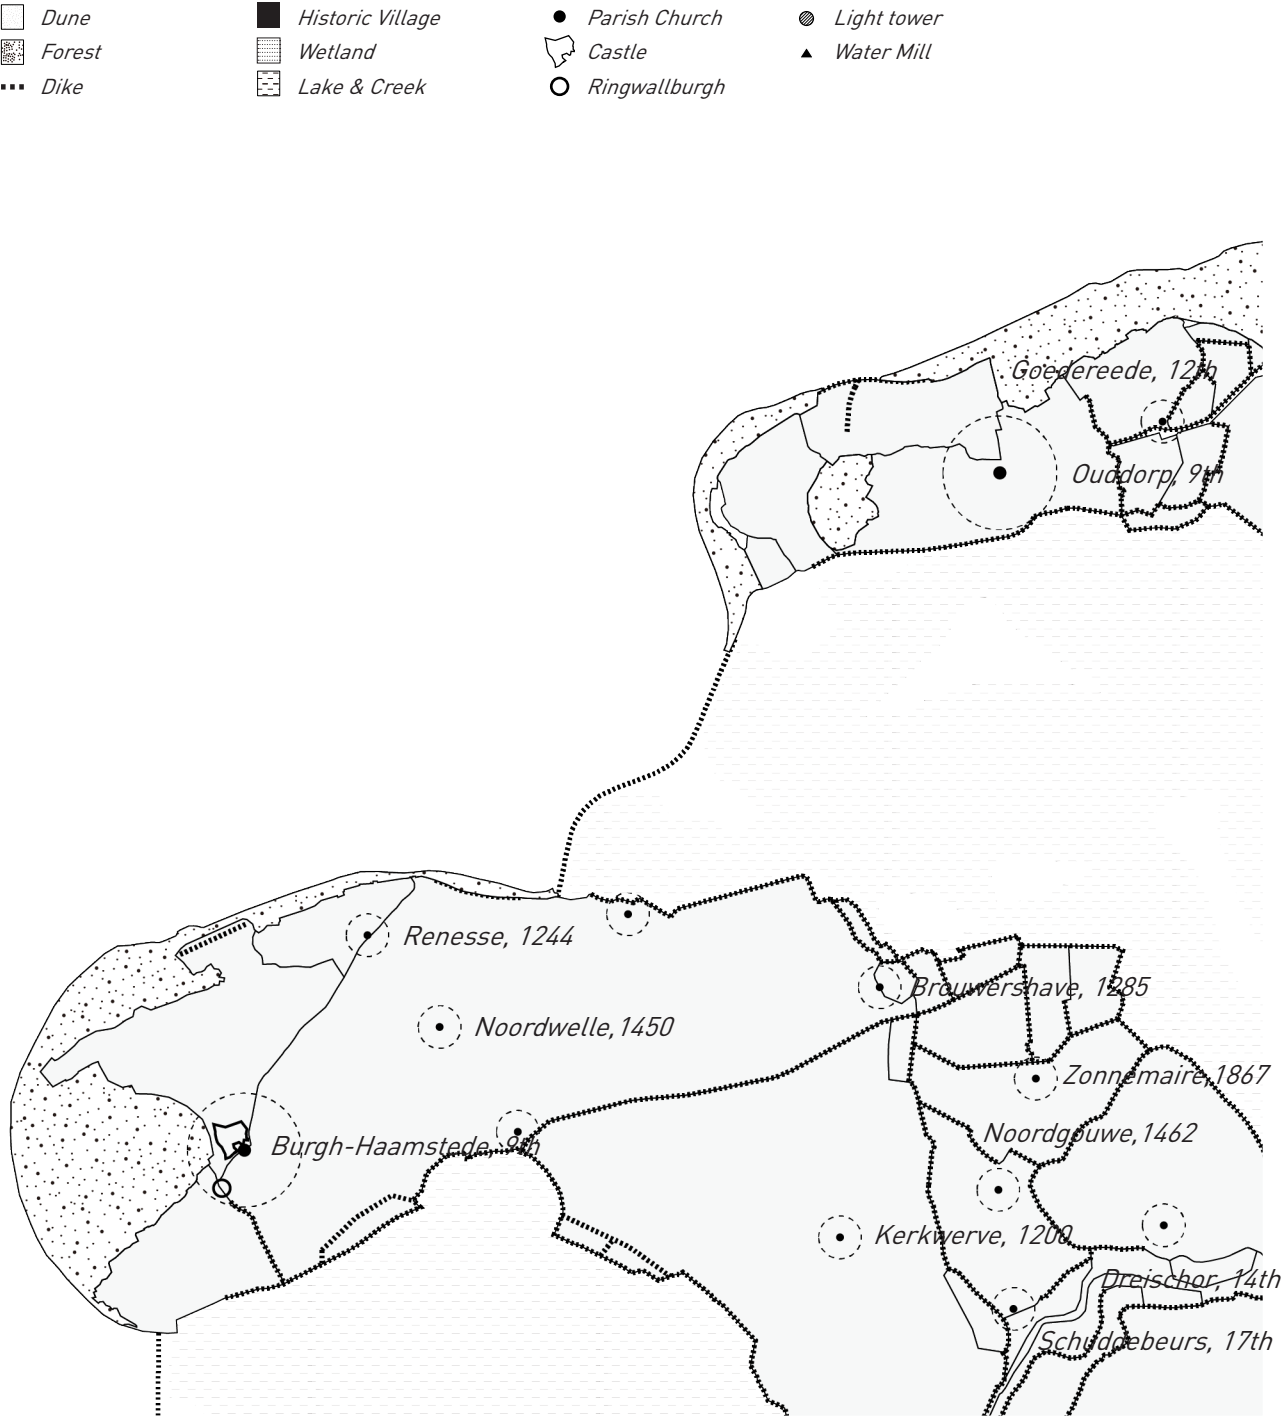 Dune
Historic Village
Parish Church
Light tower
Forest
Wetland
Castle
Water Mill
Dike
Lake & Creek
Ringwallburgh
Goedereede, 12th
Ouddorp, 9th
Renesse, 1244
Brouwershave, 1285
Noordwelle, 1450
Zonnemaire, 1867
Noordgouwe, 1462
Burgh-Haamstede, 9th
Kerkwerve, 1200
Dreischor, 14th
Schuddebeurs, 17th